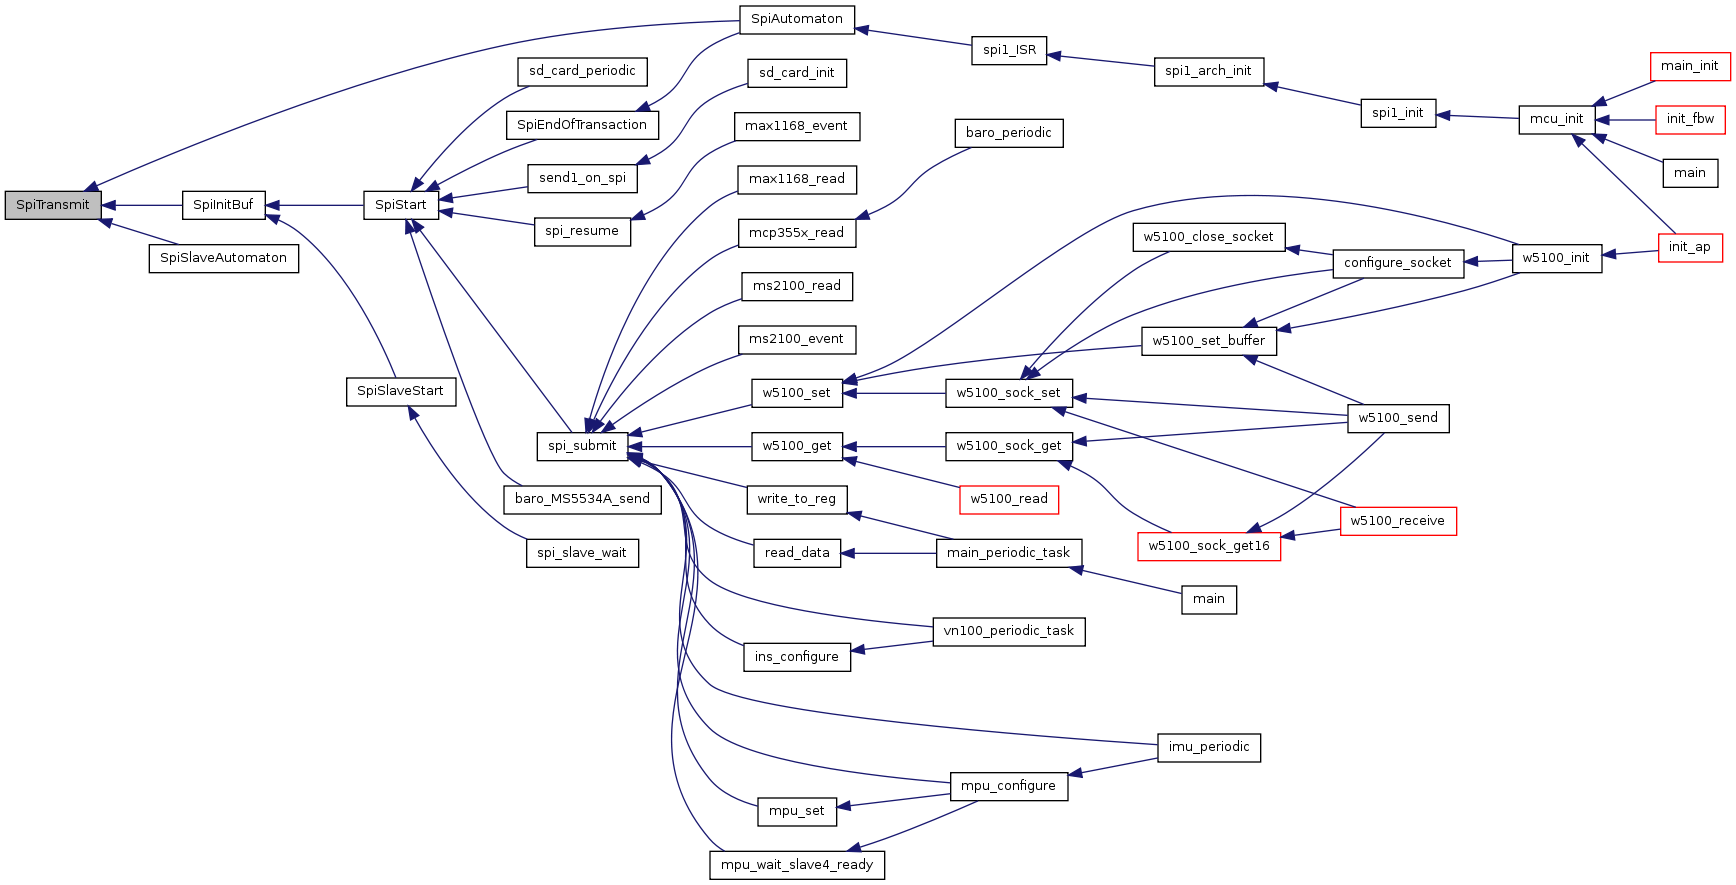 SpiTransmit
SpiInitBuf
SpiSlaveAutomaton
SpiStart
SpiSlaveStart
SpiAutomaton
sd_card_periodic
SpiEndOfTransaction
send1_on_spi
spi_resume
spi_submit
baro_MS5534A_send
spi_slave_wait
sd_card_init
max1168_event
max1168_read
mcp355x_read
ms2100_read
ms2100_event
w5100_set
w5100_get
write_to_reg
read_data
ins_configure
mpu_set
mpu_wait_slave4_ready
spi1_ISR
baro_periodic
w5100_sock_set
w5100_sock_get
w5100_read
main_periodic_task
vn100_periodic_task
mpu_configure
spi1_arch_init
w5100_close_socket
w5100_set_buffer
w5100_sock_get16
main
imu_periodic
spi1_init
configure_socket
w5100_send
w5100_receive
mcu_init
w5100_init
main_init
init_fbw
main
init_ap